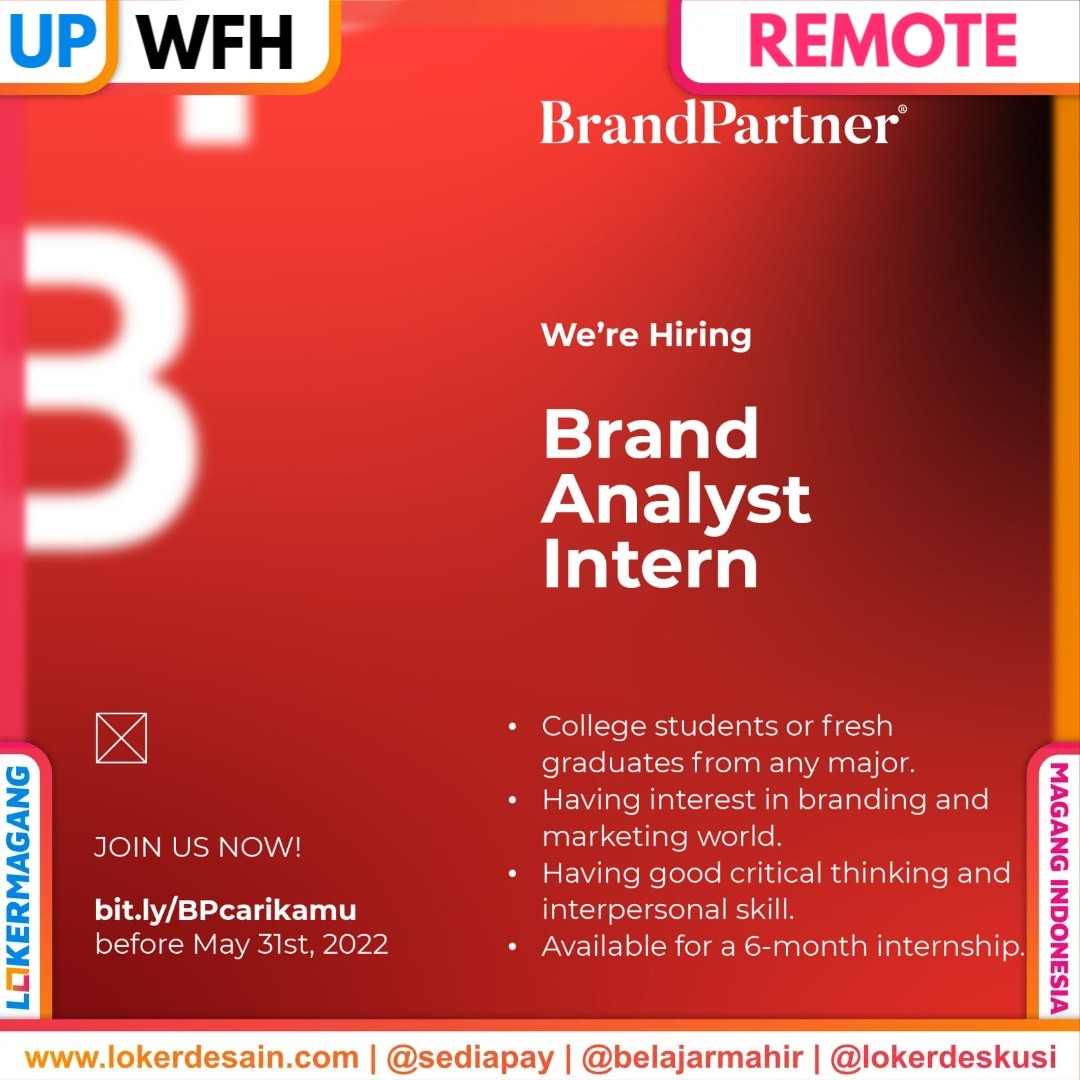 UP WFH
REMOTE
BrandPartner®
We’re Hiring
Brand
Analyst
Intern
• College students or fresh
graduates from any major.
• Having interest in branding and
marketing world.
• Having good critical thinking and
interpersonal skill.
• Available for a 6-month internship.
JOIN US NOW!
bit.ly/BPcarikamu
before May 31st, 2022
LOKERMAGANG
MAGANG INDONESIA
www.lokerdesain.com | @sediapay | @belajarmahir | @lokerdeskusi
B